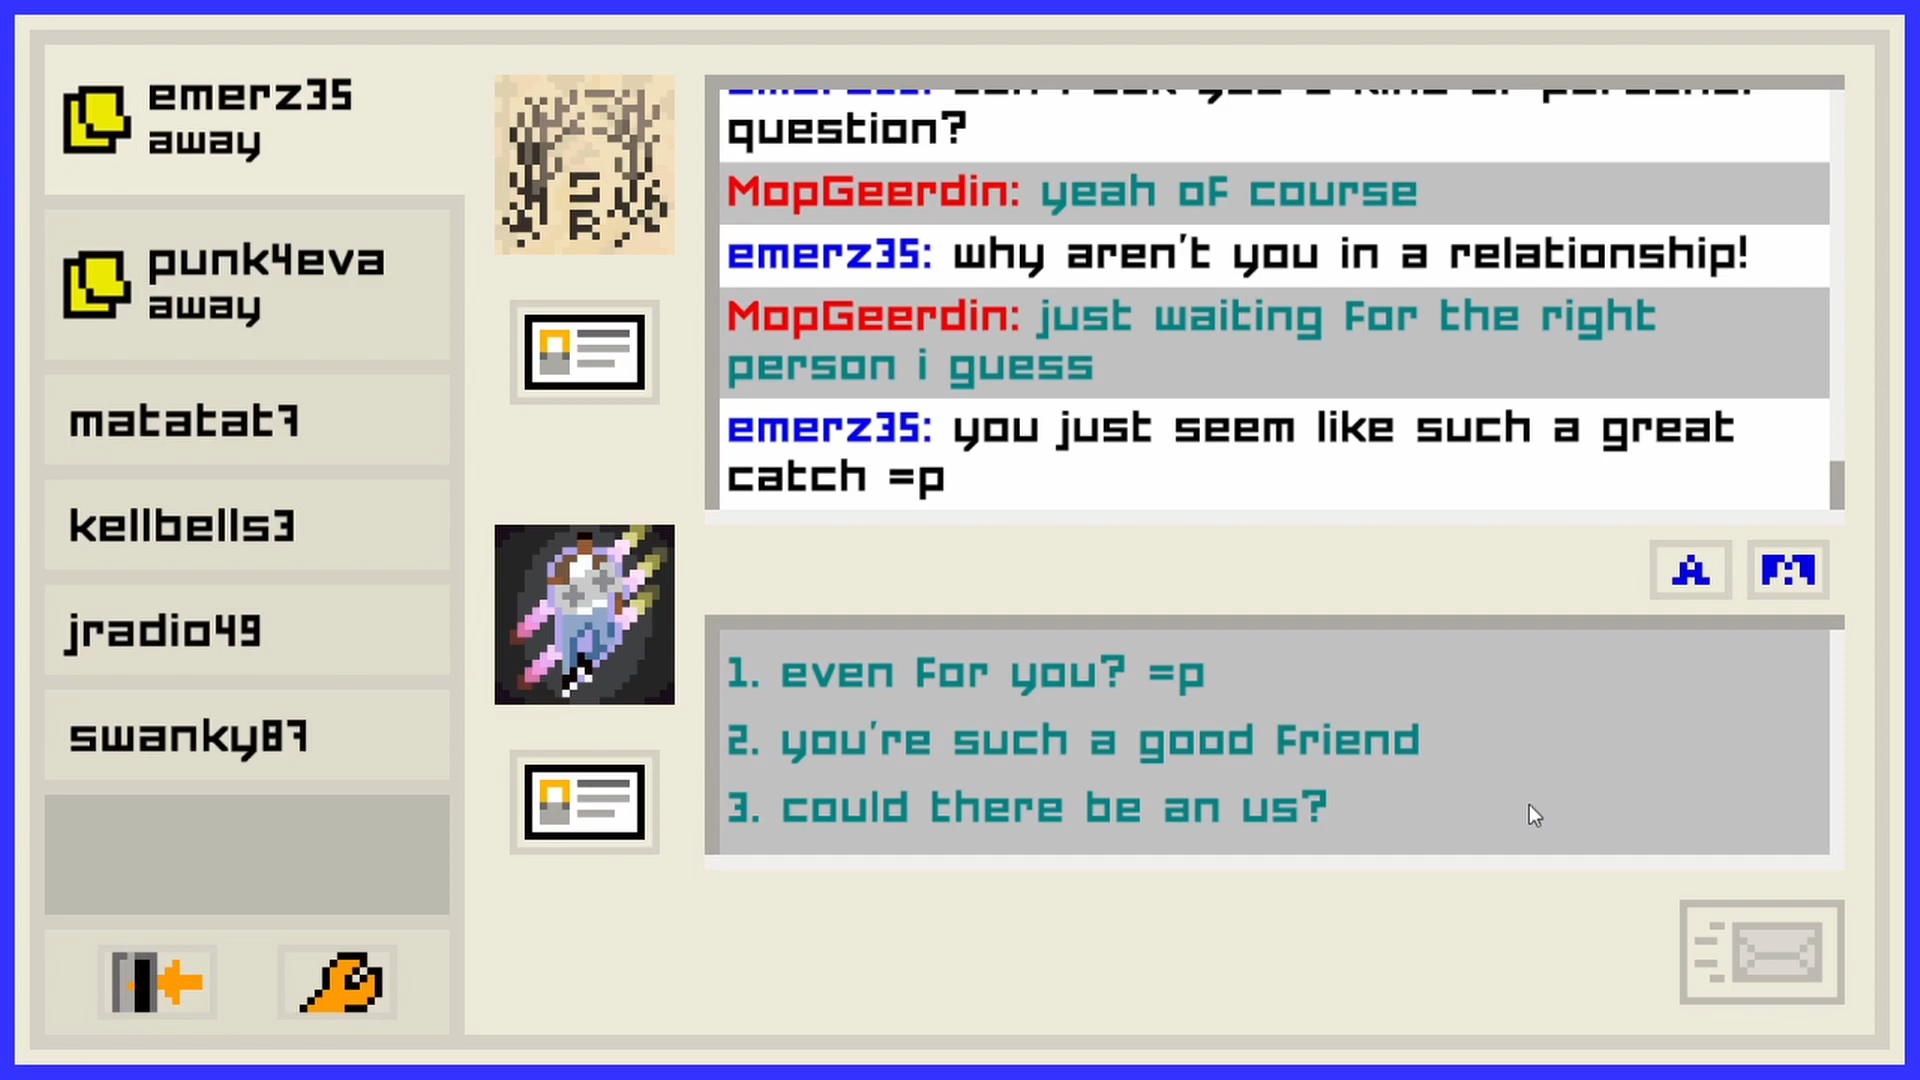 emerz35
away
punk4eva
away
matatat7
kellbells3
jradio49
swanky87
S
R
question?
MopGeerdin: yeah of course
emerz35: why aren't you in a relationship!
MopGeerdin: just waiting for the right
person i guess
emerz35: you just seem like such a great
catch =p
A
1. even for you? =p
2. you're such a good friend
3. could there be an us?